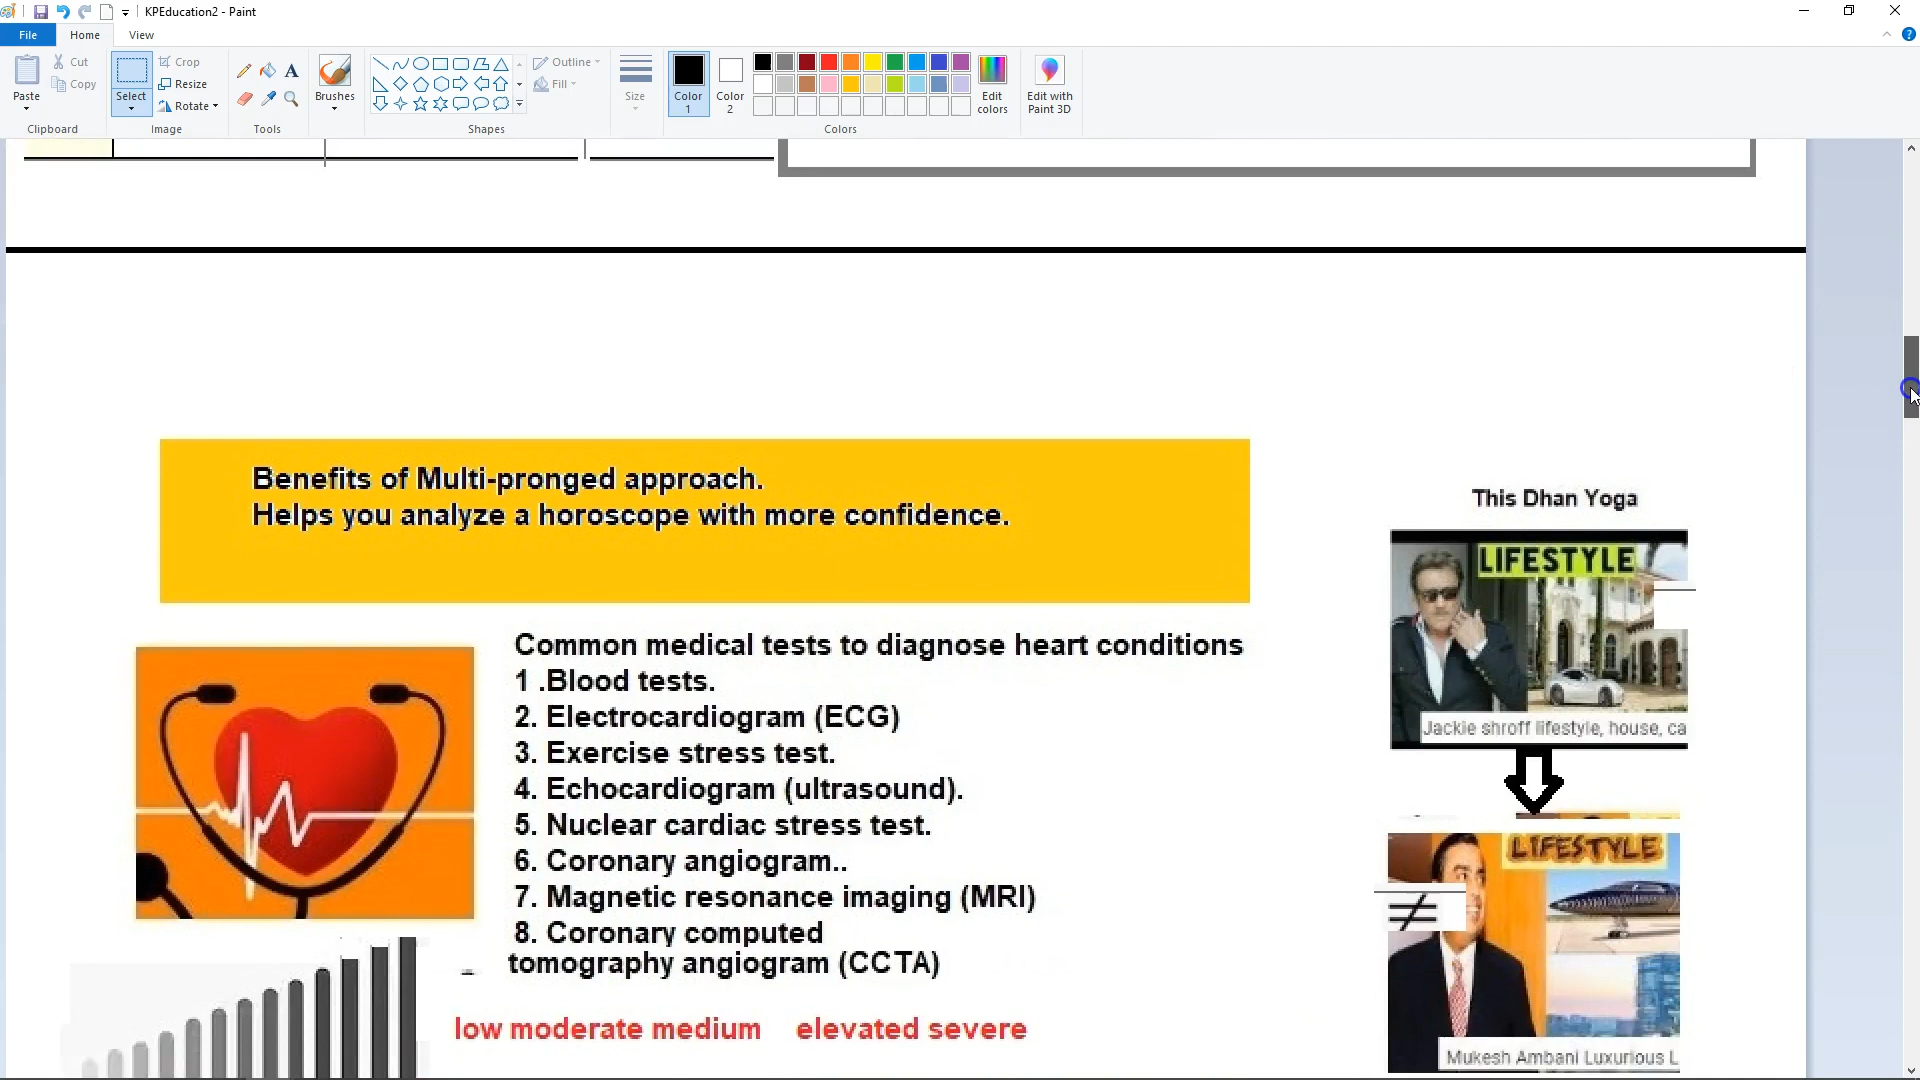 KPEducation2 - Paint
File
Home
View
Paste
Cut
Copy
Clipboard
Select
Crop
Resize
Rotate
Image
Tools
Brushes
Shapes
Outline
Fill
Size
Color 1
Color 2
Edit colors
Colors
Edit with Paint 3D
Benefits of Multi-pronged approach.
Helps you analyze a horoscope with more confidence.
Common medical tests to diagnose heart conditions
1 .Blood tests.
2. Electrocardiogram (ECG)
3. Exercise stress test.
4. Echocardiogram (ultrasound).
5. Nuclear cardiac stress test.
6. Coronary angiogram..
7. Magnetic resonance imaging (MRI)
8. Coronary computed
tomography angiogram (CCTA)
low moderate medium elevated severe
This Dhan Yoga
LIFESTYLE
Jackie shroff lifestyle, house, ca
LIFESTYLE
≠
Mukesh Ambani Luxurious L